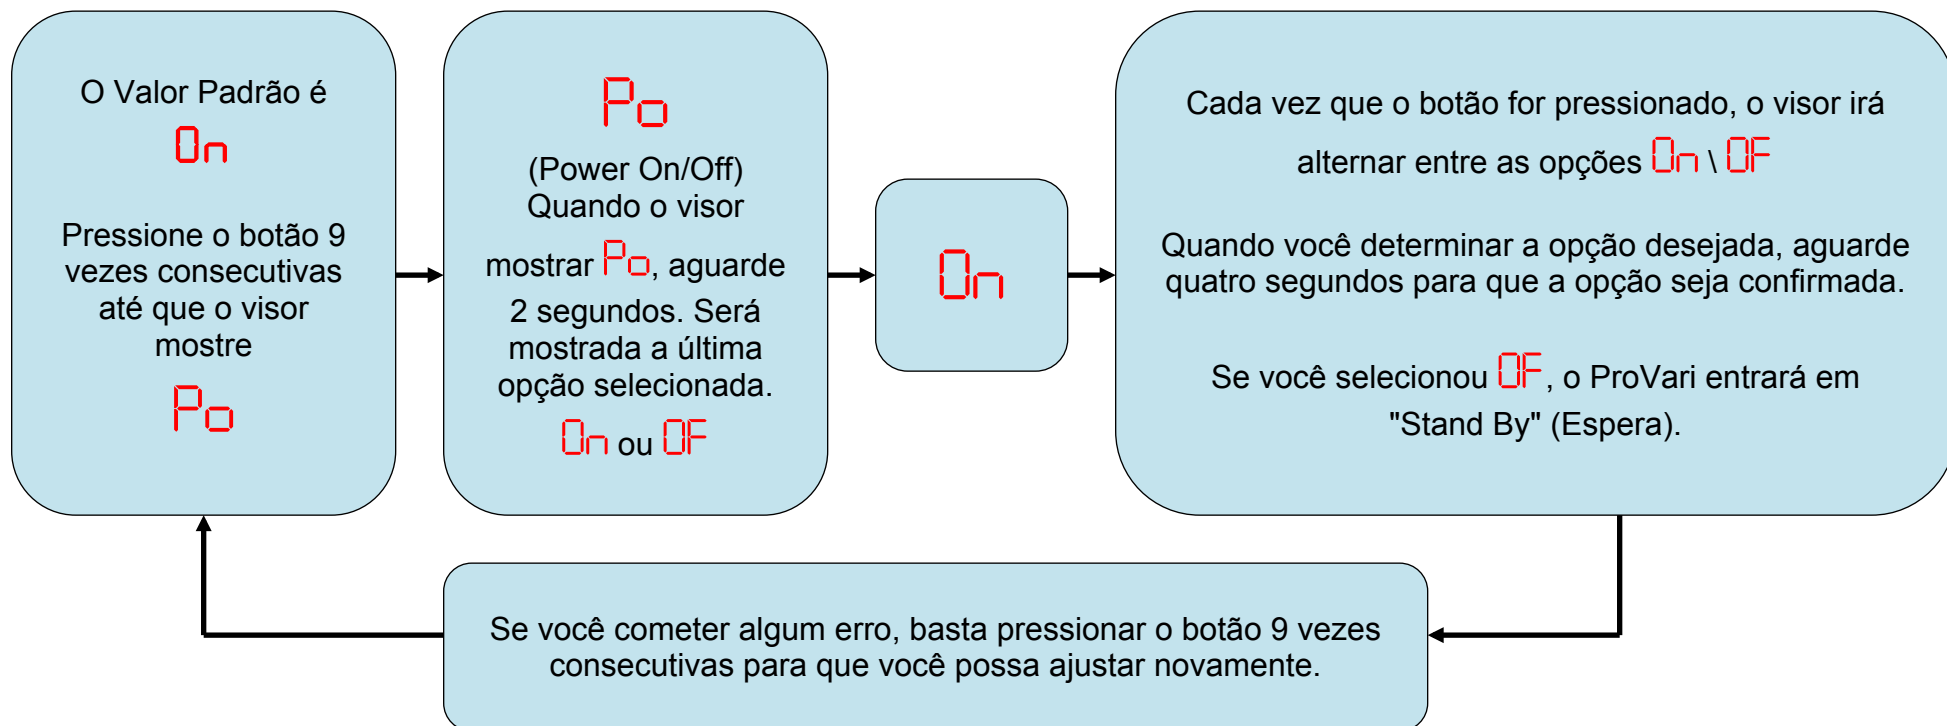 O Valor Padrão é
On
Pressione o botão 9
vezes consecutivas
até que o visor
mostre
Po
Po
(Power On/Off)
Quando o visor
mostrar Po, aguarde
2 segundos. Será
mostrada a última
opção selecionada.
On ou OF
On
Cada vez que o botão for pressionado, o visor irá
alternar entre as opções On \ OF
Quando você determinar a opção desejada, aguarde
quatro segundos para que a opção seja confirmada.
Se você selecionou OF, o ProVari entrará em
"Stand By" (Espera).
Se você cometer algum erro, basta pressionar o botão 9 vezes
consecutivas para que você possa ajustar novamente.